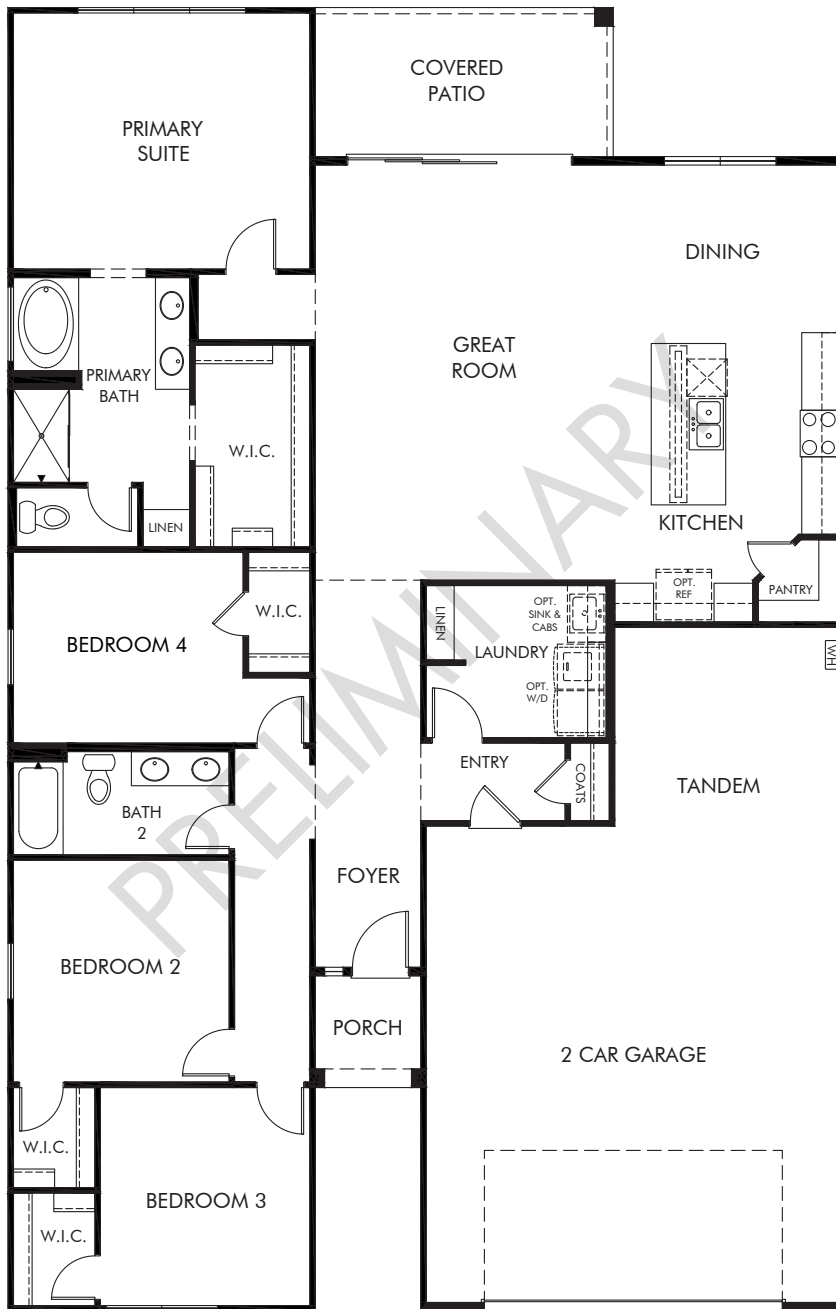 COVERED
PATIO
PRIMARY
SUITE
DINING
GREAT
ROOM
PRIMARY
BATH
W.I.C.
LINEN
KITCHEN
OPT.
REF
PANTRY
W.I.C.
BEDROOM 4
LINEN
OPT.
SINK &
CABS
LAUNDRY
OPT.
W/D
WH
ENTRY
COATS
TANDEM
BATH
2
FOYER
BEDROOM 2
PORCH
2 CAR GARAGE
W.I.C.
BEDROOM 3
W.I.C.
PRELIMINARY